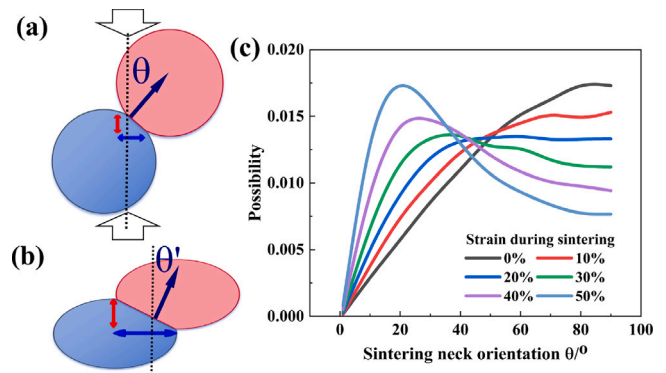 (a)
θ
(b)
θ'
(c)
0.020
0.015
0.010
0.005
0.000
Possibility
Strain during sintering
0% 10%
20% 30%
40% 50%
0 20 40 60 80 100
Sintering neck orientation θ/º